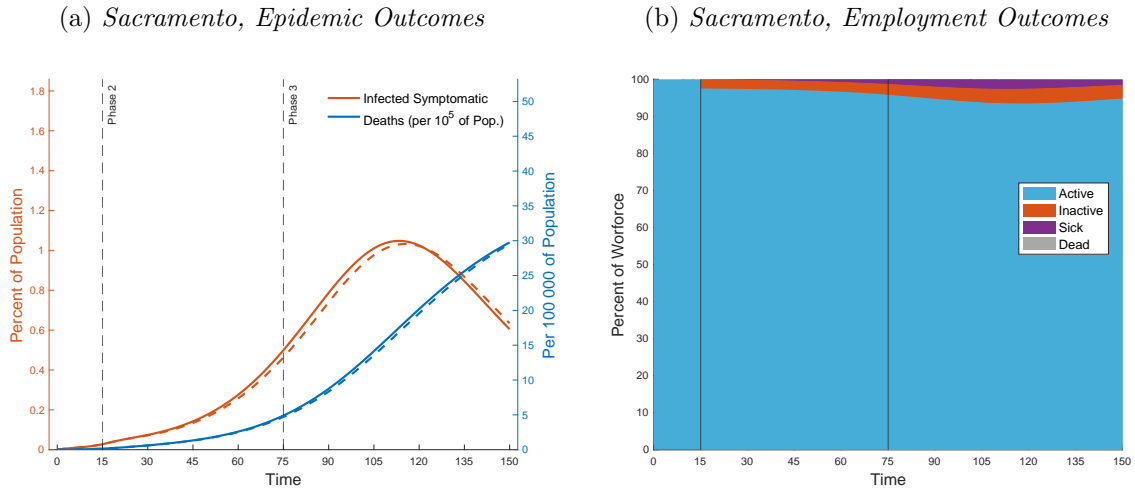 (a) Sacramento, Epidemic Outcomes
Percent of Population
1.8
1.6
1.4
1.2
1
0.8
0.6
0.4
0.2
0
Phase 2
Phase 3
Infected Symptomatic
Deaths (per 10^5 of Pop.)
50
45
40
35
30
25
20
15
10
5
0
Per 100 000 of Population
0 15 30 45 60 75 90 105 120 135 150
Time
(b) Sacramento, Employment Outcomes
Percent of Worforce
100
90
80
70
60
50
40
30
20
10
0
Active
Inactive
Sick
Dead
0 15 30 45 60 75 90 105 120 135 150
Time